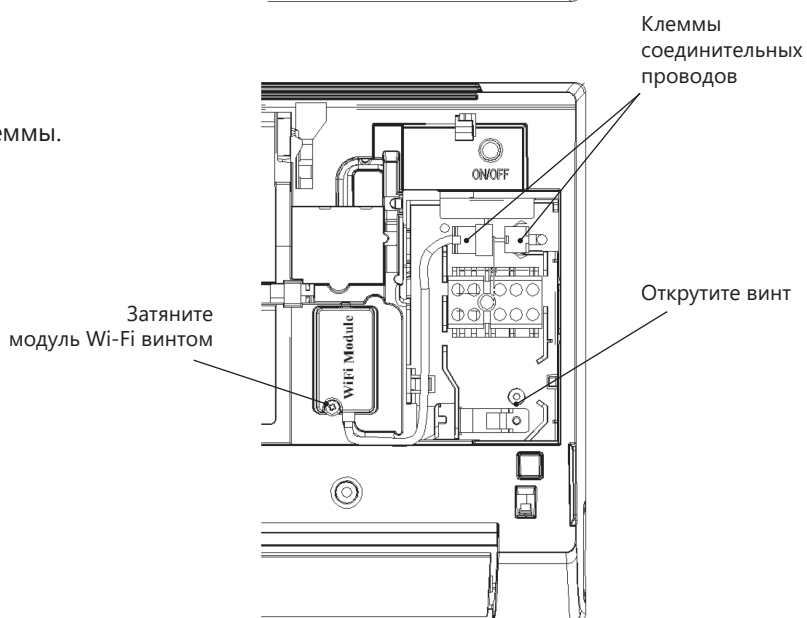 Клеммы
соединительных
проводов
еммы.
ON/OFF
Затяните
модуль Wi-Fi винтом
WiFi Module
Открутите винт